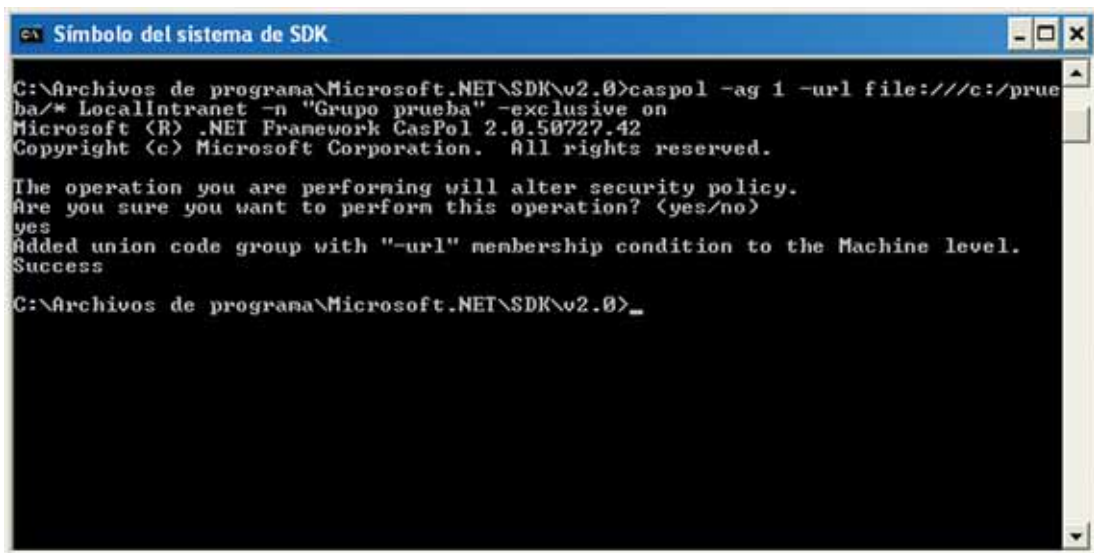 Símbolo del sistema de SDK
C:\Archivos de programa\Microsoft.NET\SDK\v2.0>caspol -ag 1 -url file:///c:/prue
ba/* LocalIntranet -n "Grupo prueba" -exclusive on
Microsoft (R) .NET Framework CasPol 2.0.50727.42
Copyright (c) Microsoft Corporation.  All rights reserved.
The operation you are performing will alter security policy.
Are you sure you want to perform this operation? (yes/no)
yes
Added union code group with "-url" membership condition to the Machine level.
Success
C:\Archivos de programa\Microsoft.NET\SDK\v2.0>_